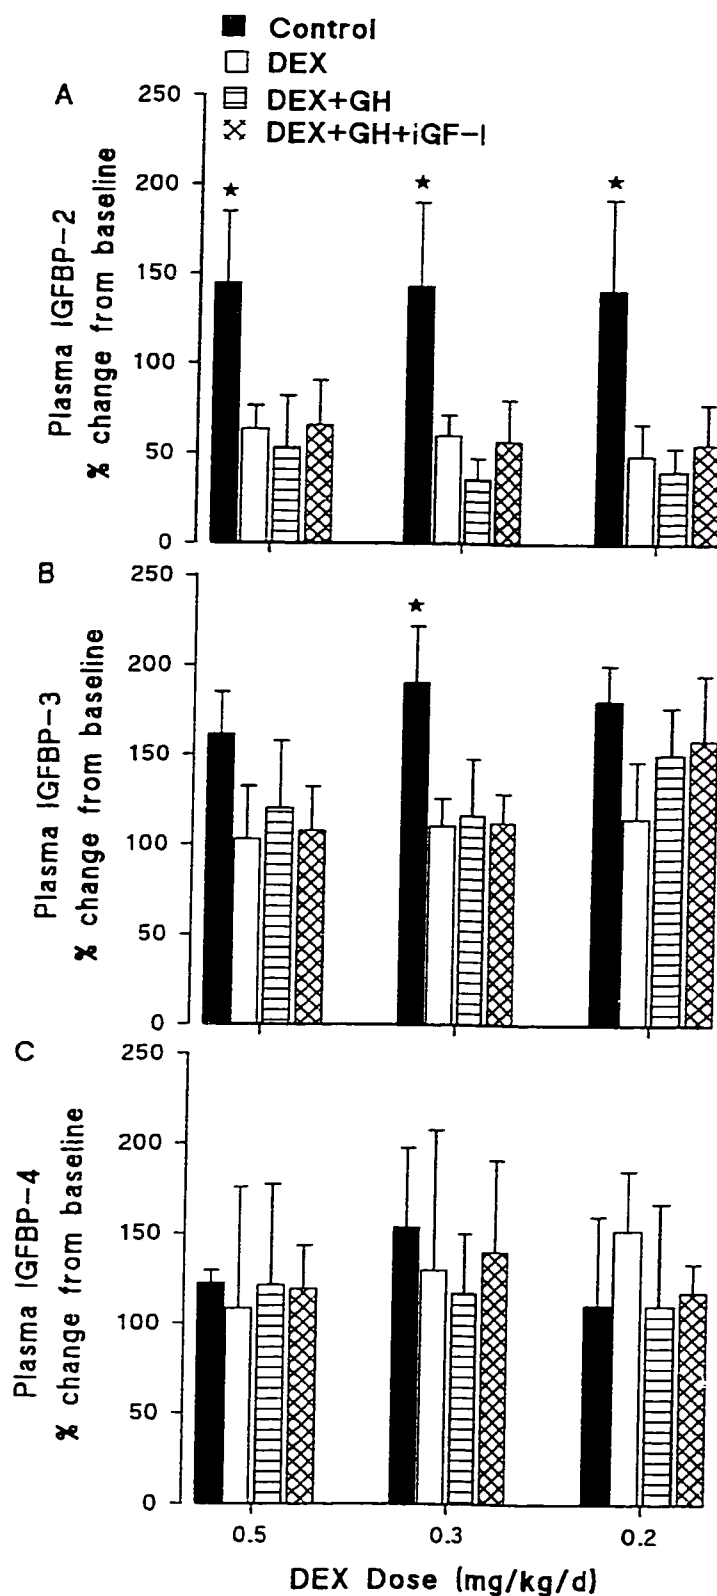 Control
DEX
DEX+GH
DEX+GH+iGF-I
A
Plasma IGFBP-2
% change from baseline
250
200
150
100
50
0
★
★
★
B
Plasma IGFBP-3
% change from baseline
250
200
150
100
50
0
★
C
Plasma IGFBP-4
% change from baseline
250
200
150
100
50
0
0.5
0.3
0.2
DEX Dose (mg/kg/d)